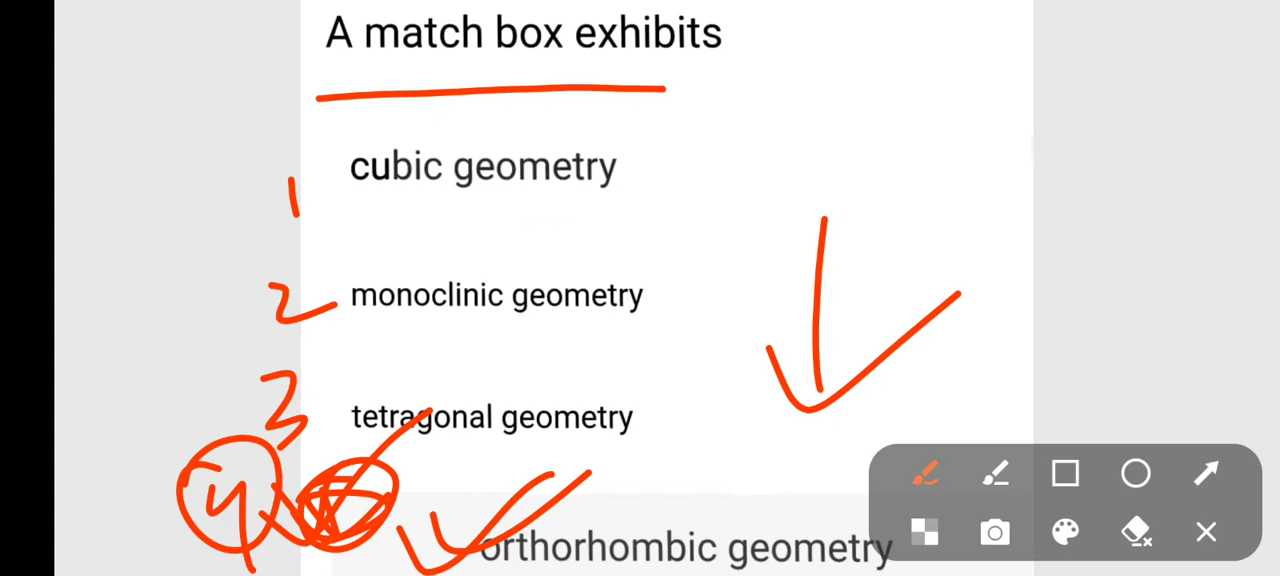 A match box exhibits
1 cubic geometry
2 monoclinic geometry
3 tetragonal geometry
4 orthorhombic geometry